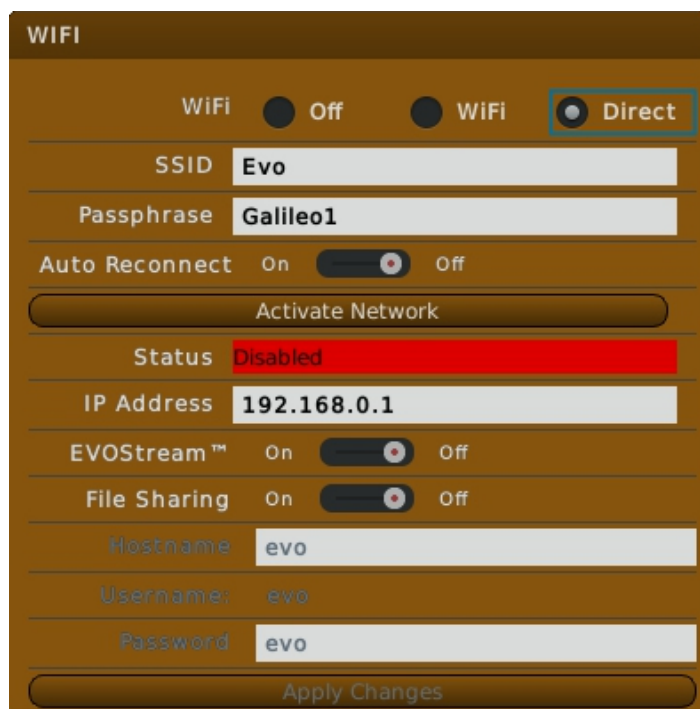 WIFI
WiFi Off WiFi Direct
SSID Evo
Passphrase Galileo1
Auto Reconnect On Off
Activate Network
Status Disabled
IP Address 192.168.0.1
EVOStream™ On Off
File Sharing On Off
Hostname evo
Username: evo
Password evo
Apply Changes